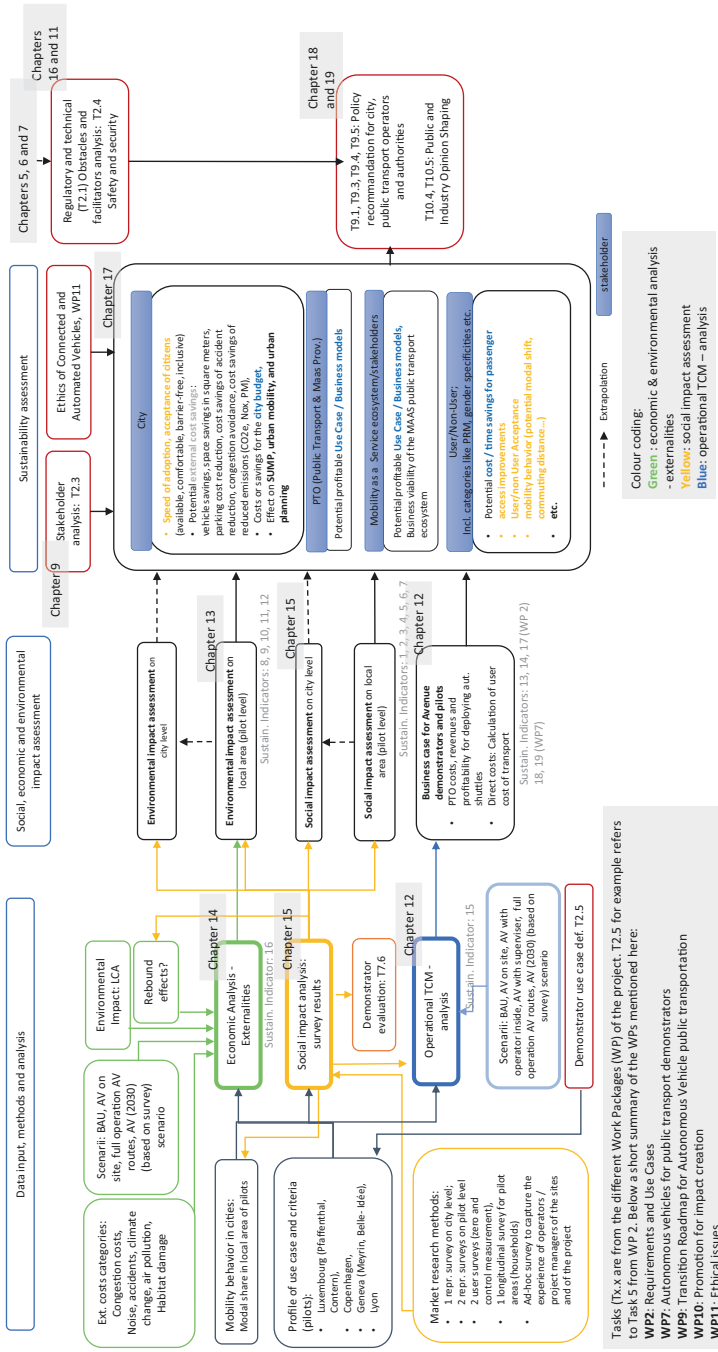 Data input, methods and analysis
Social, economic and environmental
impact assessment
Sustainability assessment
Chapters 5, 6 and 7
Chapters
16 and 11
Ext. costs categories:
Congestion costs,
Noise, accidents, climate
change, air pollution,
Habitat damage
Scenarii: BAU, AV on
site, full operation AV
routes, AV (2030)
(based on survey)
scenario
Environmental
Impact: LCA
Rebound
effects?
Mobility behavior in cities:
Modal share in local area of pilots
Profile of use case and criteria
(pilots):
• Luxembourg (Pfaffenthal,
Contern),
• Copenhagen,
• Geneva (Meyrin, Belle- Idée),
• Lyon
Market research methods:
• 1 repr. survey on city level;
• 2 repr. surveys on pilot level
• 2 user surveys (zero and
control measurement),
• 1 longitudinal survey for pilot
areas (households)
• Ad-hoc survey to capture the
experience of operators /
project managers of the sites
and of the project
Chapter 14
Economic Analysis -
Externalities
Sustain. Indicator: 16
Chapter 15
Social impact analysis:
survey results
Demonstrator
evaluation: T7.6
Chapter 12
Operational TCM -
analysis
Sustain. Indicator: 15
Scenarii: BAU, AV on site, AV with
operator inside, AV with superviser, full
operation AV routes, AV (2030) (based on
survey) scenario
Demonstrator use case def. T2.5
Environmental impact assessment on
city level
Chapter 13
Environmental impact assessment on
local area (pilot level)
Sustain. Indicators: 8, 9, 10, 11, 12
Chapter 15
Social impact assessment on city level
Social impact assessment on local
area (pilot level)
Sustain. Indicators: 1, 2, 3, 4, 5, 6, 7
Chapter 12
Business case for Avenue
demonstrators and pilots
• PTO costs, revenues and
profitability for deploying aut.
shuttles
• Direct costs: Calculation of user
cost of transport
Sustain. Indicators: 13, 14, 17 (WP 2)
18, 19 (WP7)
Chapter 9
Stakeholder
analysis: T2.3
Ethics of Connected and
Automated Vehicles, WP11
Chapter 17
City
• Speed of adoption, acceptance of citizens
(available, comfortable, barrier-free, inclusive)
• Potential external cost savings:
vehicle savings, space savings in square meters,
parking cost reduction, cost savings of accident
reduction, congestion avoidance, cost savings of
reduced emissions (CO2e, Nox, PM),
• Costs or savings for the city budget,
• Effect on SUMP, urban mobility, and urban
planning
PTO (Public Transport & Maas Prov.)
Potential profitable Use Case / Business models
Mobility as a Service ecosystem/stakeholders
Potential profitable Use Case / Business models,
Business viability of the MAAS public transport
ecosystem
User/Non-User;
Incl. categories like PRM, gender specificities etc.
• Potential cost / time savings for passenger
• access improvements
• User/non User Acceptance
• mobility behavior (potential modal shift,
commuting distance...)
• etc.
Regulatory and technical
(T2.1) Obstacles and
facilitators analysis: T2.4
Safety and security
Chapter 18
and 19
T9.1, T9.3, T9.4, T9.5: Policy
recommendation for city,
public transport operators
and authorities
T10.4, T10.5: Public and
Industry Opinion Shaping
Extrapolation
stakeholder
Colour coding:
Green : economic & environmental analysis
- externalities
Yellow: social impact assessment
Blue: operational TCM – analysis
Tasks (Tx.x are from the different Work Packages (WP) of the project. T2.5 for example refers
to Task 5 from WP 2. Below a short summary of the WPs mentioned here:
WP2: Requirements and Use Cases
WP7: Autonomous vehicles for public transport demonstrators
WP9: Transition Roadmap for Autonomous Vehicle public transportation
WP10: Promotion for impact creation
WP11: Ethical issues